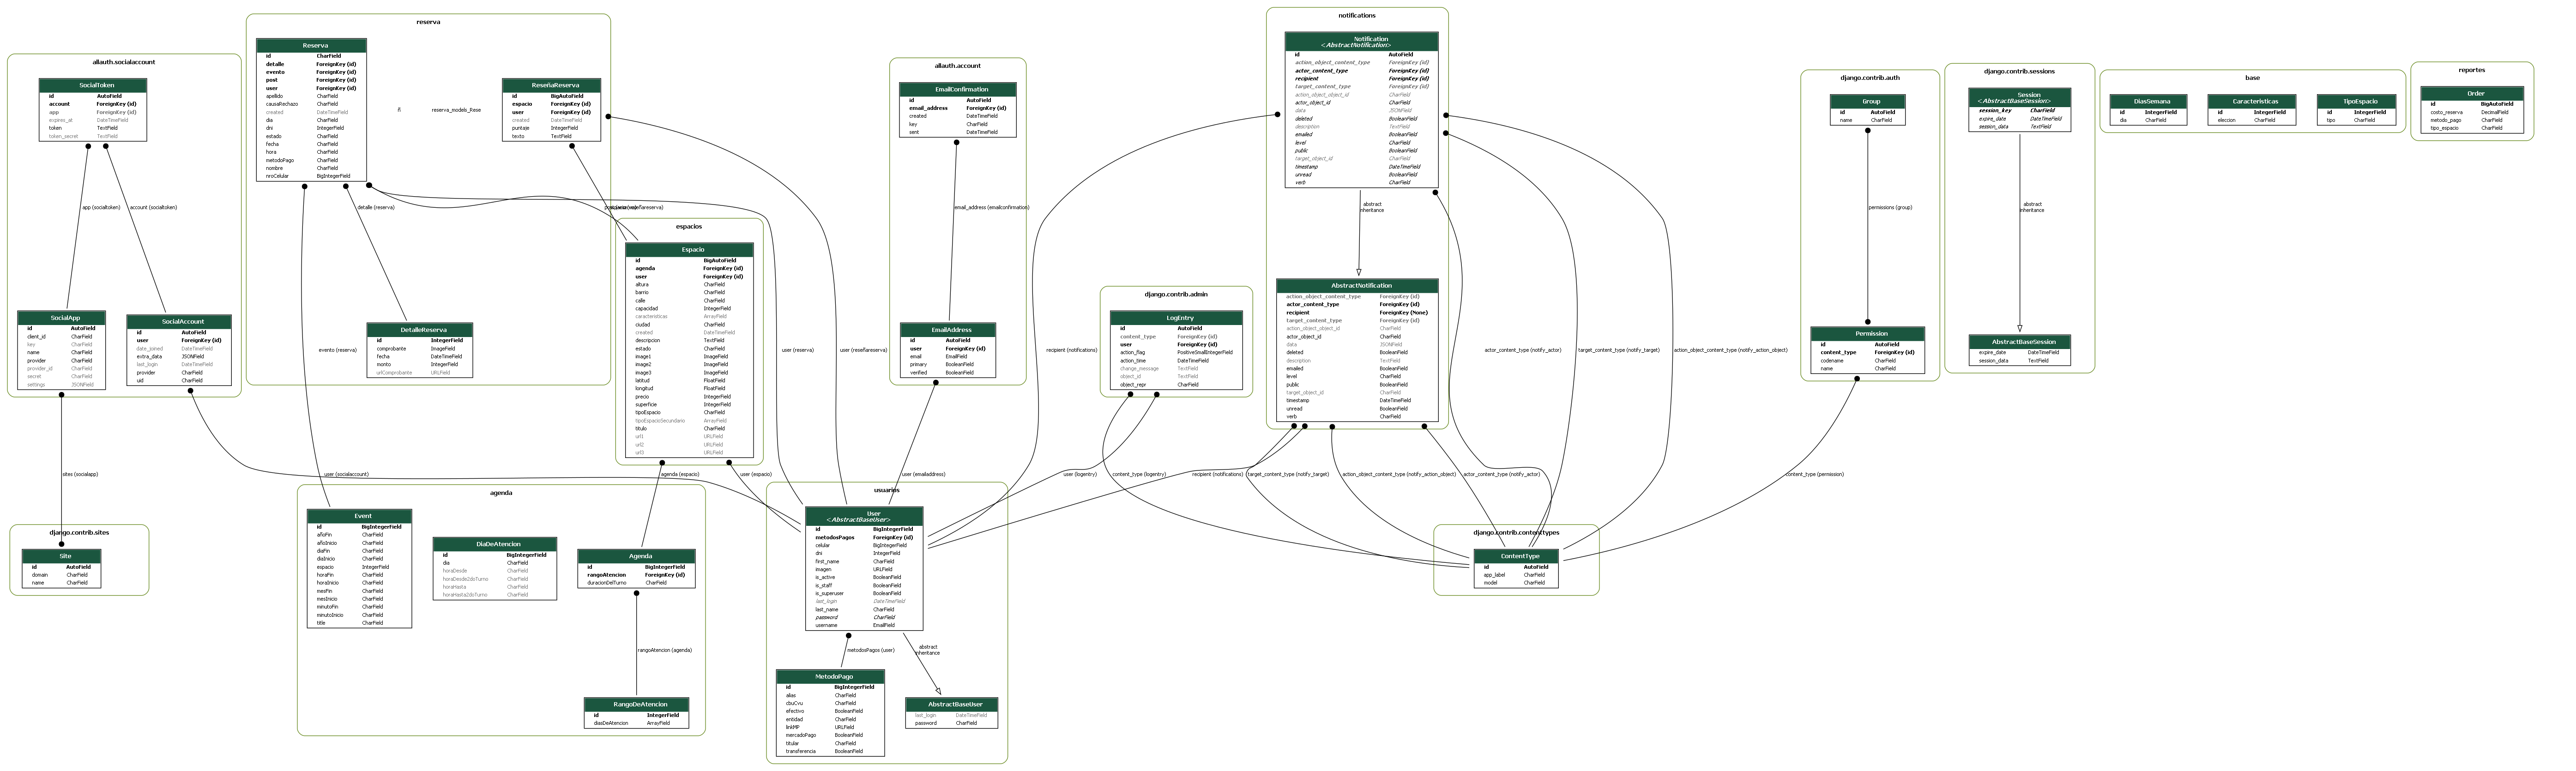 allauth.socialaccount
SocialToken
id AutoField
account ForeignKey (id)
app ForeignKey (id)
expires_at DateTimeField
token TextField
token_secret TextField
app (socialtoken)
account (socialtoken)
SocialApp
id AutoField
client_id CharField
key CharField
name CharField
provider CharField
provider_id CharField
secret CharField
settings JSONField
SocialAccount
id AutoField
user ForeignKey (id)
date_joined DateTimeField
extra_data JSONField
last_login DateTimeField
provider CharField
uid CharField
sites (socialapp)
user (socialaccount)
django.contrib.sites
Site
id AutoField
domain CharField
name CharField
reserva
Reserva
id CharField
detalle ForeignKey (id)
evento ForeignKey (id)
post ForeignKey (id)
user ForeignKey (id)
apellido CharField
causaRechazo CharField
created DateTimeField
dia CharField
dni IntegerField
estado CharField
fecha CharField
hora CharField
metodoPago CharField
nombre CharField
nroCelular BigIntegerField
ñ
reserva_models_Rese
ReseñaReserva
id BigAutoField
espacio ForeignKey (id)
user ForeignKey (id)
created DateTimeField
puntaje IntegerField
texto TextField
detalle (reserva)
evento (reserva)
user (reserva)
user (reseñareserva)
DetalleReserva
id IntegerField
comprobante ImageField
fecha DateTimeField
monto IntegerField
urlComprobante URLField
espacios
Espacio
id BigAutoField
agenda ForeignKey (id)
user ForeignKey (id)
altura CharField
barrio CharField
calle CharField
capacidad IntegerField
caracteristicas ArrayField
ciudad CharField
created DateTimeField
descripcion TextField
estado CharField
image1 ImageField
image2 ImageField
image3 ImageField
latitud FloatField
longitud FloatField
precio IntegerField
superficie IntegerField
tipoEspacio CharField
tipoEspacioSecundario ArrayField
titulo CharField
url1 URLField
url2 URLField
url3 URLField
agenda (espacio)
user (espacio)
agenda
Event
id BigIntegerField
añoFin CharField
añoInicio CharField
diaFin CharField
diaInicio CharField
espacio IntegerField
horaFin CharField
horaInicio CharField
mesFin CharField
mesInicio CharField
minutoFin CharField
minutoInicio CharField
title CharField
DiaDeAtencion
id BigIntegerField
dia CharField
horaDesde CharField
horaDesde2doTurno CharField
horaHasta CharField
horaHasta2doTurno CharField
Agenda
id BigIntegerField
rangoAtencion ForeignKey (id)
duracionDelTurno CharField
rangoAtencion (agenda)
RangoDeAtencion
id IntegerField
diasDeAtencion ArrayField
allauth.account
EmailConfirmation
id AutoField
email_address ForeignKey (id)
created DateTimeField
key CharField
sent DateTimeField
email_address (emailconfirmation)
EmailAddress
id AutoField
user ForeignKey (id)
email EmailField
primary BooleanField
verified BooleanField
user (emailaddress)
usuarios
User
<AbstractBaseUser>
id BigIntegerField
metodosPagos ForeignKey (id)
celular BigIntegerField
dni IntegerField
first_name CharField
imagen URLField
is_active BooleanField
is_staff BooleanField
is_superuser BooleanField
last_login DateTimeField
last_name CharField
password CharField
username EmailField
metodosPagos (user)
abstract
inheritance
MetodoPago
id BigIntegerField
alias CharField
cbuCvu CharField
efectivo BooleanField
entidad CharField
linkMP URLField
mercadoPago BooleanField
titular CharField
transferencia BooleanField
AbstractBaseUser
last_login DateTimeField
password CharField
django.contrib.admin
LogEntry
id AutoField
content_type ForeignKey (id)
user ForeignKey (id)
action_flag PositiveSmallIntegerField
action_time DateTimeField
change_message TextField
object_id TextField
object_repr CharField
user (logentry)
content_type (logentry)
notifications
Notification
<AbstractNotification>
id AutoField
action_object_content_type ForeignKey (id)
actor_content_type ForeignKey (id)
recipient ForeignKey (id)
target_content_type ForeignKey (id)
action_object_object_id CharField
actor_object_id CharField
data JSONField
deleted BooleanField
description TextField
emailed BooleanField
level CharField
public BooleanField
target_object_id CharField
timestamp DateTimeField
unread BooleanField
verb CharField
abstract
inheritance
AbstractNotification
action_object_content_type ForeignKey (id)
actor_content_type ForeignKey (id)
recipient ForeignKey (None)
target_content_type ForeignKey (id)
action_object_object_id CharField
actor_object_id CharField
data JSONField
deleted BooleanField
description TextField
emailed BooleanField
level CharField
public BooleanField
target_object_id CharField
timestamp DateTimeField
unread BooleanField
verb CharField
recipient (notifications)
actor_content_type (notify_actor)
target_content_type (notify_target)
action_object_content_type (notify_action_object)
recipient (notifications)
target_content_type (notify_target)
action_object_content_type (notify_action_object)
actor_content_type (notify_actor)
django.contrib.contenttypes
ContentType
id AutoField
app_label CharField
model CharField
django.contrib.auth
Group
id AutoField
name CharField
permissions (group)
Permission
id AutoField
content_type ForeignKey (id)
codename CharField
name CharField
content_type (permission)
django.contrib.sessions
Session
<AbstractBaseSession>
session_key CharField
expire_date DateTimeField
session_data TextField
abstract
inheritance
AbstractBaseSession
expire_date DateTimeField
session_data TextField
base
DiasSemana
id IntegerField
dia CharField
Caracteristicas
id IntegerField
eleccion CharField
TipoEspacio
id IntegerField
tipo CharField
reportes
Order
id BigAutoField
costo_reserva DecimalField
metodo_pago CharField
tipo_espacio CharField